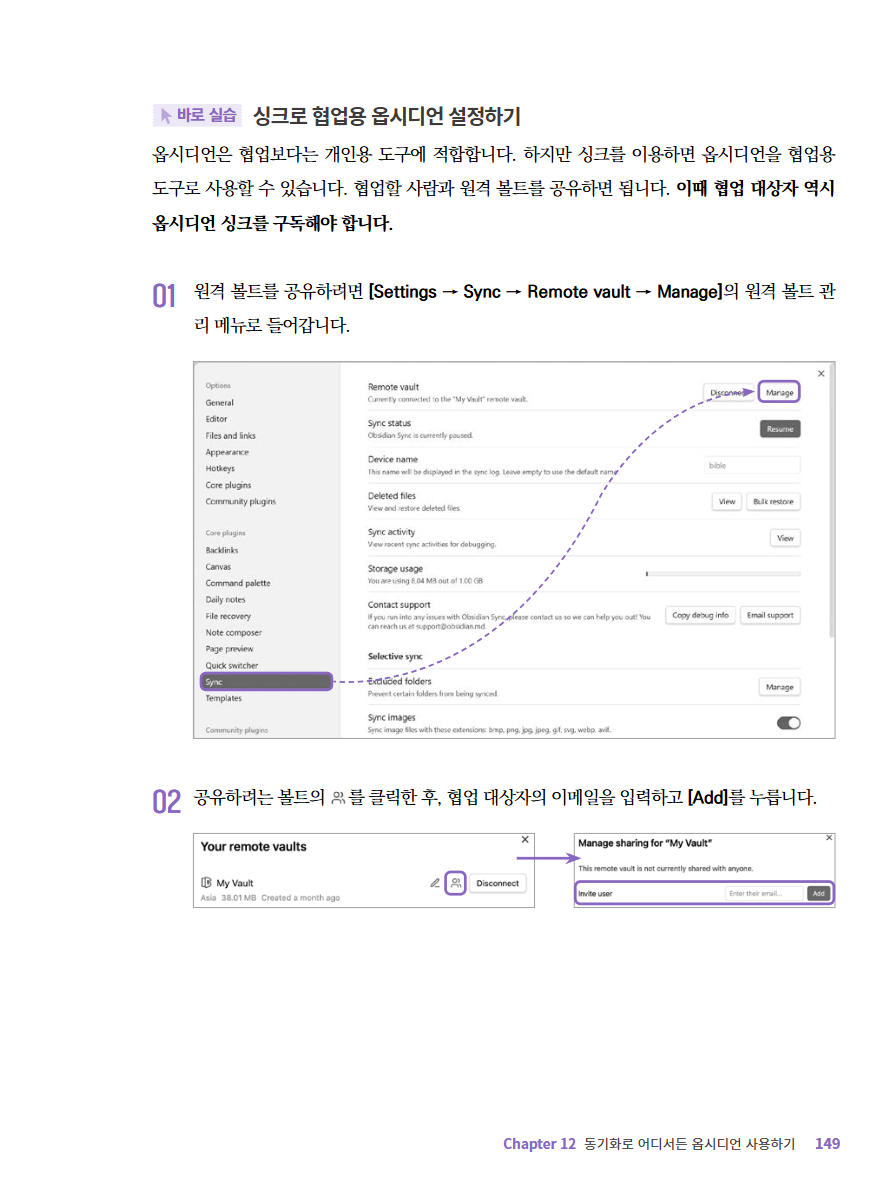 바로 실습 싱크로 협업용 옵시디언 설정하기
옵시디언은 협업보다는 개인용 도구에 적합합니다. 하지만 싱크를 이용하면 옵시디언을 협업용
도구로 사용할 수 있습니다. 협업할 사람과 원격 볼트를 공유하면 됩니다. 이때 협업 대상자 역시
옵시디언 싱크를 구독해야 합니다.
01 원격 볼트를 공유하려면 [Settings → Sync → Remote vault → Manage]의 원격 볼트 관
리 메뉴로 들어갑니다.
Options
General
Editor
Files and links
Appearance
Hotkeys
Core plugins
Community plugins
Core plugins
Backlinks
Canvas
Command palette
Daily notes
File recovery
Note composer
Page preview
Quick switcher
Sync
Templates
Community plugins
Remote vault
Currently connected to the "My Vault" remote vault.
Disconnect Manage
Sync status
Obsidian Sync is currently paused.
Resume
Device name
This name will be displayed in the sync log. Leave empty to use the default name.
bible
Deleted files
View and restore deleted files.
View Bulk restore
Sync activity
View recent sync activities for debugging.
View
Storage usage
You are using 8.04 MB out of 1.00 GB
Contact support
If you run into any issues with Obsidian Sync, please contact us so we can help you out! You
can reach us at support@obsidian.md.
Copy debug info Email support
Selective sync
Excluded folders
Prevent certain folders from being synced.
Manage
Sync images
Sync image files with these extensions: bmp, png, jpg, jpeg, gif, svg, webp, avif.
02 공유하려는 볼트의 를 클릭한 후, 협업 대상자의 이메일을 입력하고 [Add]를 누릅니다.
Your remote vaults
My Vault
Asia 38.01 MB Created a month ago
Disconnect
Manage sharing for "My Vault"
This remote vault is not currently shared with anyone.
Invite user Enter their email... Add
Chapter 12 동기화로 어디서든 옵시디언 사용하기 149